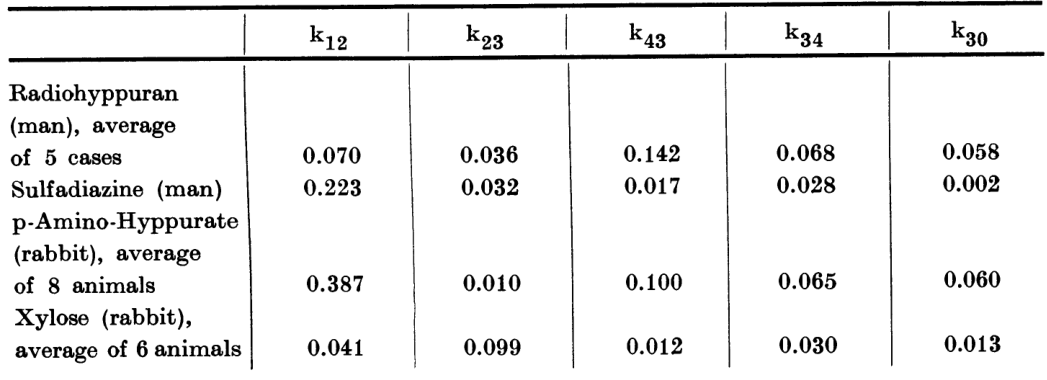 k12 k23 k43 k34 k30
Radiohyppuran
(man), average
of 5 cases 0.070 0.036 0.142 0.068 0.058
Sulfadiazine (man) 0.223 0.032 0.017 0.028 0.002
p-Amino-Hyppurate
(rabbit), average
of 8 animals 0.387 0.010 0.100 0.065 0.060
Xylose (rabbit),
average of 6 animals 0.041 0.099 0.012 0.030 0.013